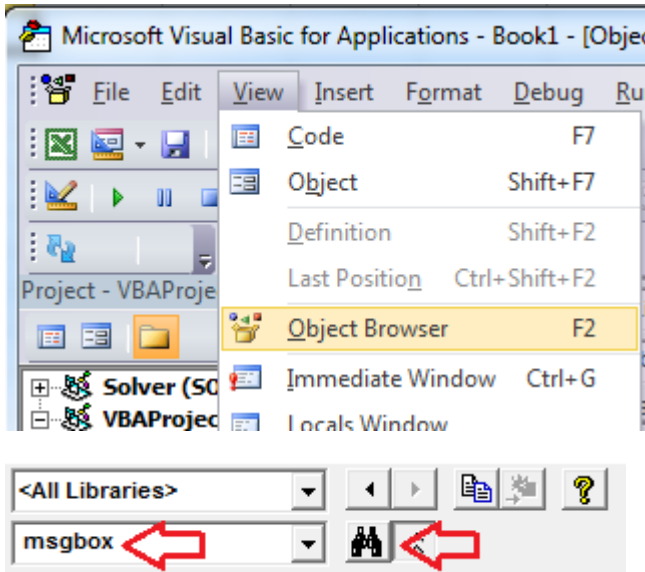 Microsoft Visual Basic for Applications - Book1 - [Objec
File Edit View Insert Format Debug Ru
Code F7
Object Shift+F7
Definition Shift+F2
Last Position Ctrl+Shift+F2
Project - VBAProje
Object Browser F2
Immediate Window Ctrl+G
Solver (SO
VBAProjec
Locals Window
<All Libraries>
msgbox